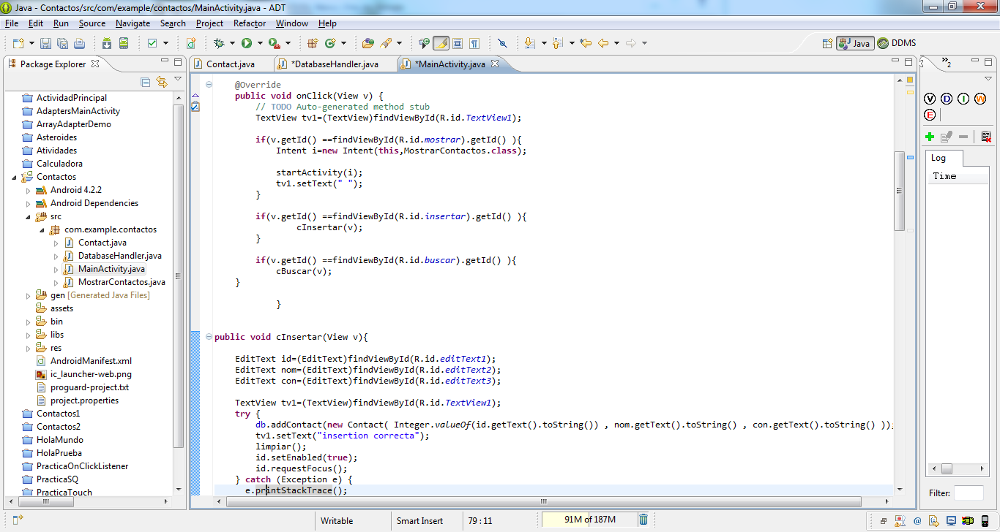 Java - Contactos/src/com/example/contactos/MainActivity.java - ADT
File Edit Run Source Navigate Search Project Refactor Window Help
Java DDMS
Package Explorer
Contact.java *DatabaseHandler.java *MainActivity.java
2
ActividadPrincipal
AdaptersMainActivity
ArrayAdapterDemo
Asteroides
Atividades
Calculadora
Contactos
Android 4.2.2
Android Dependencies
src
com.example.contactos
Contact.java
DatabaseHandler.java
MainActivity.java
MostrarContactos.java
gen [Generated Java Files]
assets
bin
libs
res
AndroidManifest.xml
ic_launcher-web.png
proguard-project.txt
project.properties
Contactos1
Contactos2
HolaMundo
HolaPrueba
PracticaOnClickListener
PracticaSQ
PracticaTouch
@Override
public void onClick(View v) {
// TODO Auto-generated method stub
TextView tv1=(TextView)findViewById(R.id.TextView1);
if(v.getId() ==findViewById(R.id.mostrar).getId() ){
Intent i=new Intent(this,MostrarContactos.class);
startActivity(i);
tv1.setText(" ");
}
if(v.getId() ==findViewById(R.id.insertar).getId() ){
cInsertar(v);
}
if(v.getId() ==findViewById(R.id.buscar).getId() ){
cBuscar(v);
}
}
public void cInsertar(View v){
EditText id=(EditText)findViewById(R.id.editText1);
EditText nom=(EditText)findViewById(R.id.editText2);
EditText con=(EditText)findViewById(R.id.editText3);
TextView tv1=(TextView)findViewById(R.id.TextView1);
try {
db.addContact(new Contact( Integer.valueOf(id.getText().toString()) , nom.getText().toString() , con.getText().toString() ));
tv1.setText("insertion correcta");
limpiar();
id.setEnabled(true);
id.requestFocus();
} catch (Exception e) {
e.printStackTrace();
V D I W
E
Log
Time
Filter:
Writable Smart Insert 79 : 11 91M of 187M